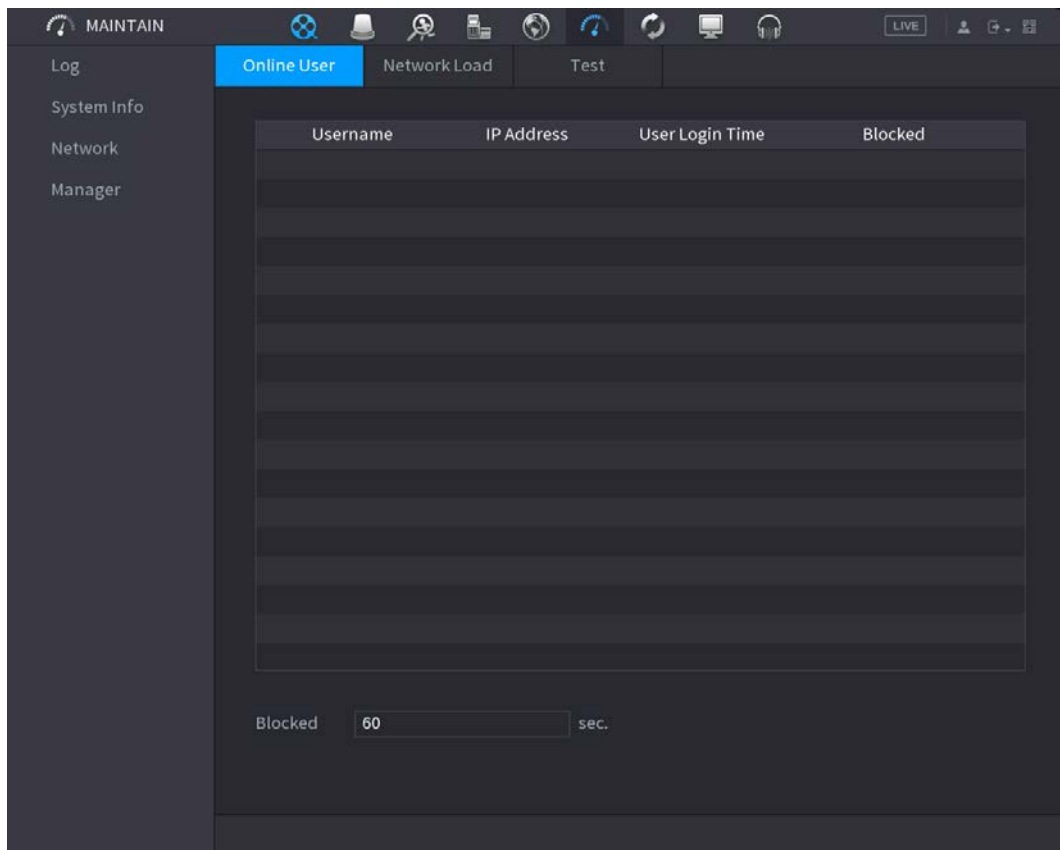 MAINTAIN
LIVE
Log
System Info
Network
Manager
Online User Network Load Test
Username IP Address User Login Time Blocked
Blocked 60 sec.